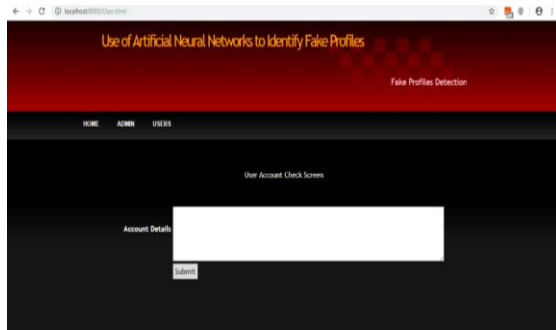 localhost:8000/User.html
Use of Artificial Neural Networks to Identify Fake Profiles
Fake Profiles Detection
HOME ADMIN USERS
User Account Check Screen
Account Details
Submit